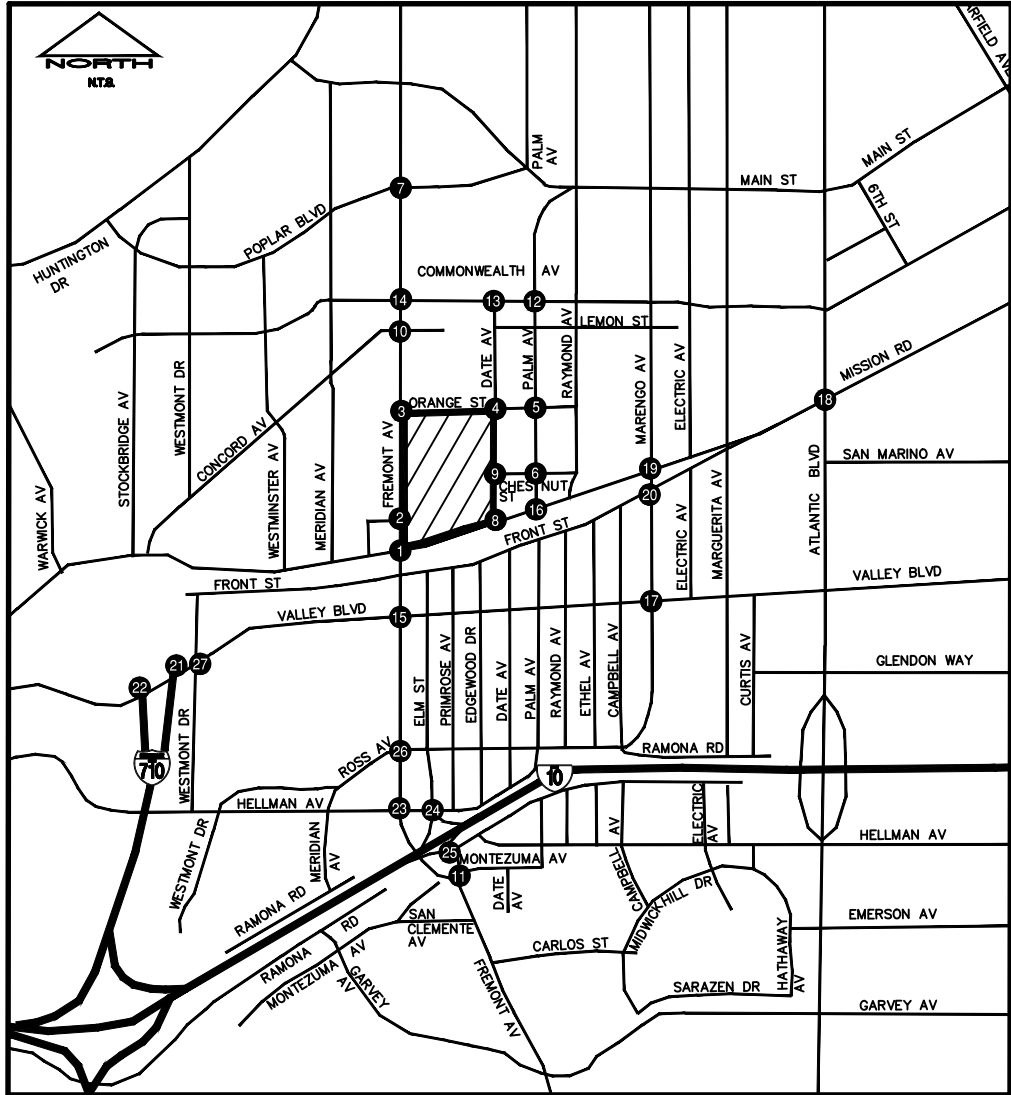 NORTH
N.T.S.
PALM
AV
MAIN ST
MAIN ST
6TH ST
7
POPLAR BLVD
HUNTINGTON
DR
COMMONWEALTH AV
14
13
12
10
LEMON ST
DATE AV
PALM AV
RAYMOND AV
MARENGO AV
ELECTRIC AV
MISSION RD
STOCKBRIDGE AV
WESTMONT DR
CONCORD AV
WESTMINSTER AV
MERIDIAN AV
FREMONT AV
ORANGE ST
3
4
5
18
WARWICK AV
9
6
CHESTNUT
ST
19
20
SAN MARINO AV
2
8
16
1
FRONT ST
ELECTRIC AV
MARGUERITA AV
ATLANTIC BLVD
FRONT ST
VALLEY BLVD
VALLEY BLVD
15
17
21
27
22
ELM ST
PRIMROSE AV
EDGEWOOD DR
DATE AV
PALM AV
RAYMOND AV
ETHEL AV
CAMPBELL AV
CURTIS AV
GLENDON WAY
WESTMONT DR
ROSS AV
26
RAMONA RD
710
10
HELLMAN AV
23
24
HELLMAN AV
WESTMONT DR
MERIDIAN
AV
25
MONTEZUMA AV
11
DATE
AV
CAMPBELL AV
ELECTRIC
AV
MIDWICKHILL DR
RAMONA RD
RAMONA RD
MONTEZUMA AV
SAN
CLEMENTE
AV
GARVEY
AV
CARLOS ST
FREMONT AV
EMERSON AV
HATHAWAY
AV
SARAZEN DR
GARVEY AV